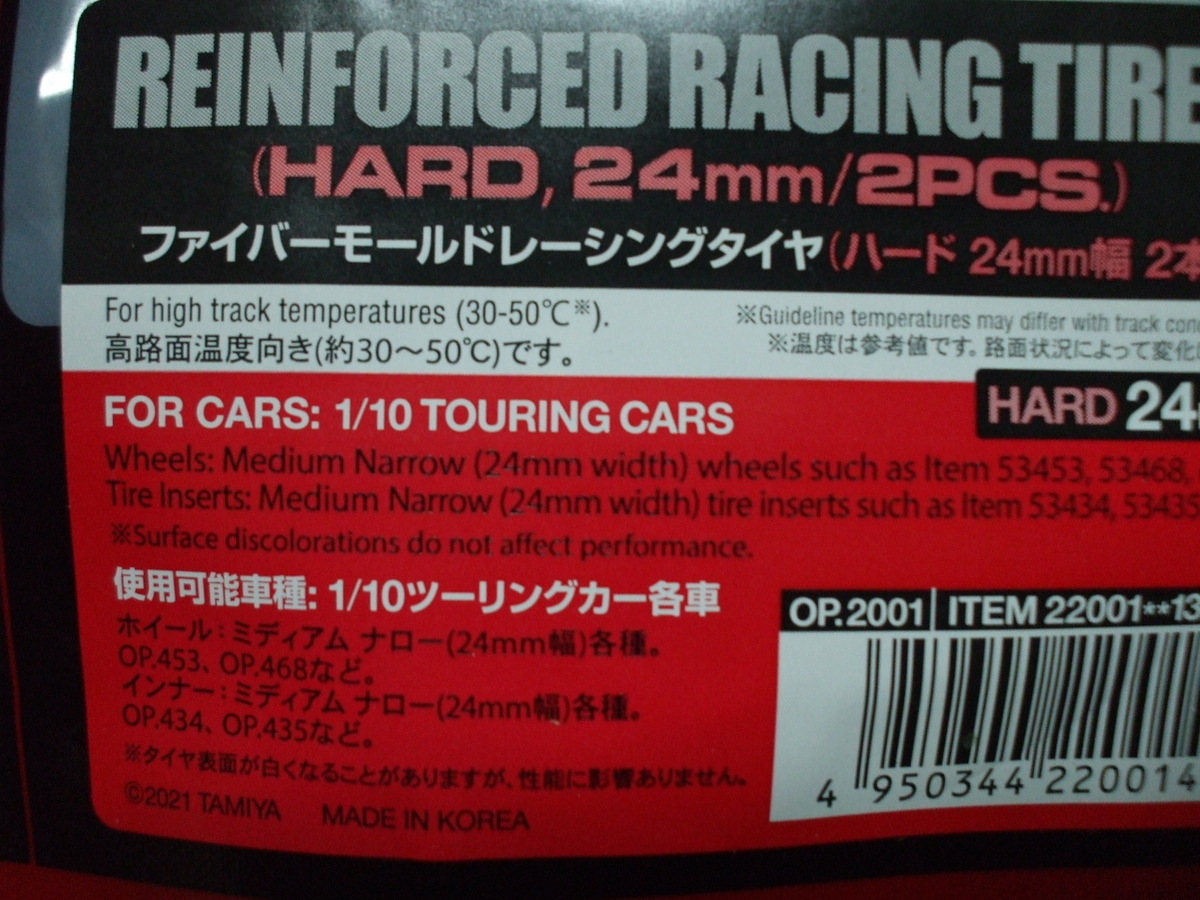 REINFORCED RACING TIRE
(HARD, 24mm/2PCS.)
ファイバーモールドレーシングタイヤ(ハード 24mm幅 2本
For high track temperatures (30-50℃※).
※Guideline temperatures may differ with track con
高路面温度向き(約30～50℃)です。
※温度は参考値です。路面状況によって変化
FOR CARS: 1/10 TOURING CARS
HARD 24
Wheels: Medium Narrow (24mm width) wheels such as Item 53453, 53468,
Tire Inserts: Medium Narrow (24mm width) tire inserts such as Item 53434, 53435
※Surface discolorations do not affect performance.
使用可能車種: 1/10ツーリングカー各車
ホイール：ミディアム ナロー(24mm幅)各種。
OP.453、OP.468など。
インナー：ミディアム ナロー(24mm幅)各種。
OP.434、OP.435など。
※タイヤ表面が白くなることがありますが、性能に影響ありません。
©2021 TAMIYA MADE IN KOREA
OP.2001 ITEM 22001**13
4 950344 220014